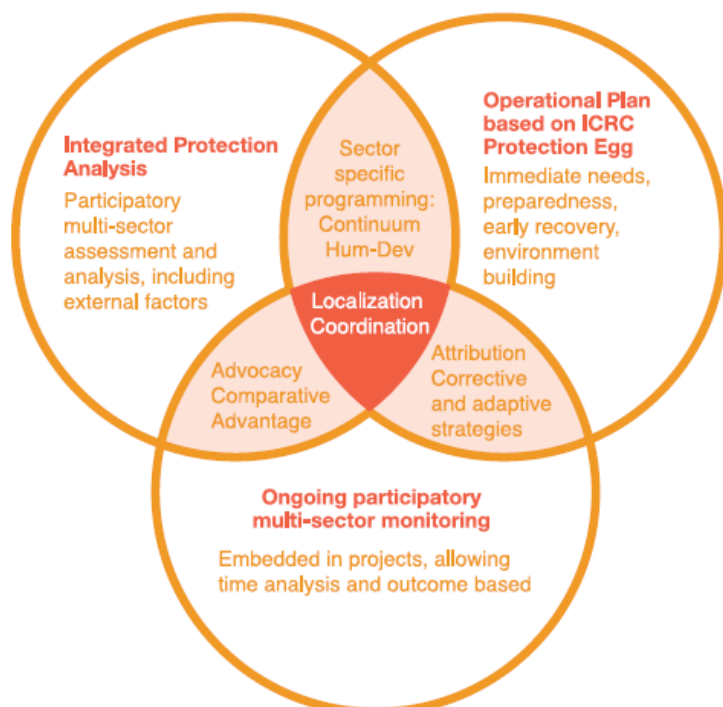 Integrated Protection
Analysis
Participatory
multi-sector
assessment and
analysis, including
external factors
Sector
specific
programming:
Continuum
Hum-Dev
Operational Plan
based on ICRC
Protection Egg
Immediate needs,
preparedness,
early recovery,
environment
building
Localization
Coordination
Advocacy
Comparative
Advantage
Attribution
Corrective
and adaptive
strategies
Ongoing participatory
multi-sector monitoring
Embedded in projects, allowing
time analysis and outcome based